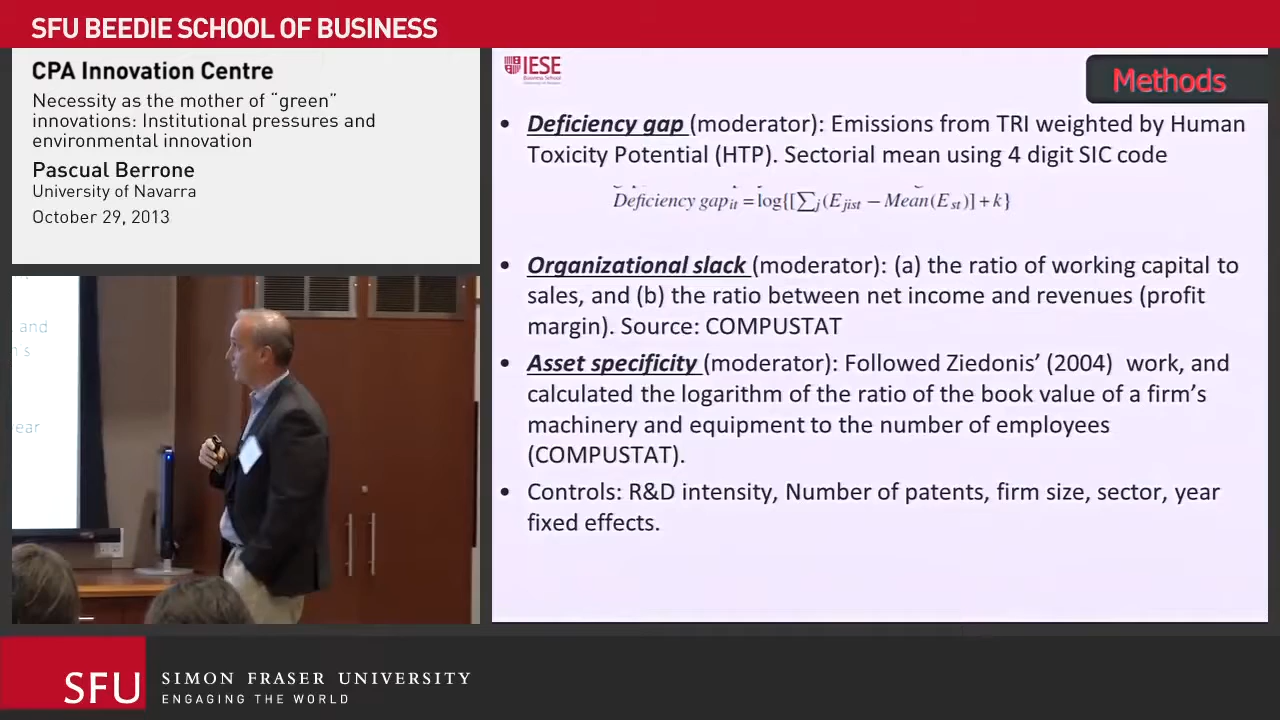 SFU BEEDIE SCHOOL OF BUSINESS
CPA Innovation Centre
Necessity as the mother of “green”
innovations: Institutional pressures and
environmental innovation
Pascual Berrone
University of Navarra
October 29, 2013
and
n s
ear
IESE
Business School
Methods
• Deficiency gap (moderator): Emissions from TRI weighted by Human
Toxicity Potential (HTP). Sectorial mean using 4 digit SIC code
Deficiency gap_it = log{[∑_j(E_jist − Mean(E_st)] + k}
• Organizational slack (moderator): (a) the ratio of working capital to
sales, and (b) the ratio between net income and revenues (profit
margin). Source: COMPUSTAT
• Asset specificity (moderator): Followed Ziedonis’ (2004) work, and
calculated the logarithm of the ratio of the book value of a firm’s
machinery and equipment to the number of employees
(COMPUSTAT).
• Controls: R&D intensity, Number of patents, firm size, sector, year
fixed effects.
SFU SIMON FRASER UNIVERSITY
ENGAGING THE WORLD